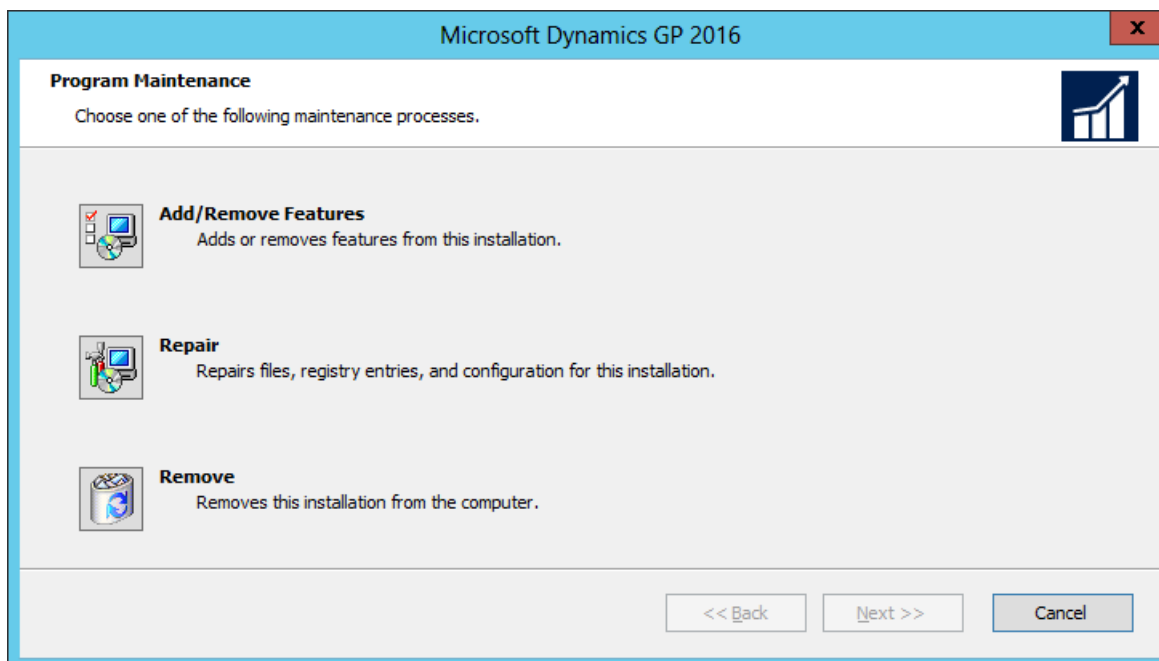 Microsoft Dynamics GP 2016
x
Program Maintenance
Choose one of the following maintenance processes.
Add/Remove Features
Adds or removes features from this installation.
Repair
Repairs files, registry entries, and configuration for this installation.
Remove
Removes this installation from the computer.
<< Back Next >> Cancel